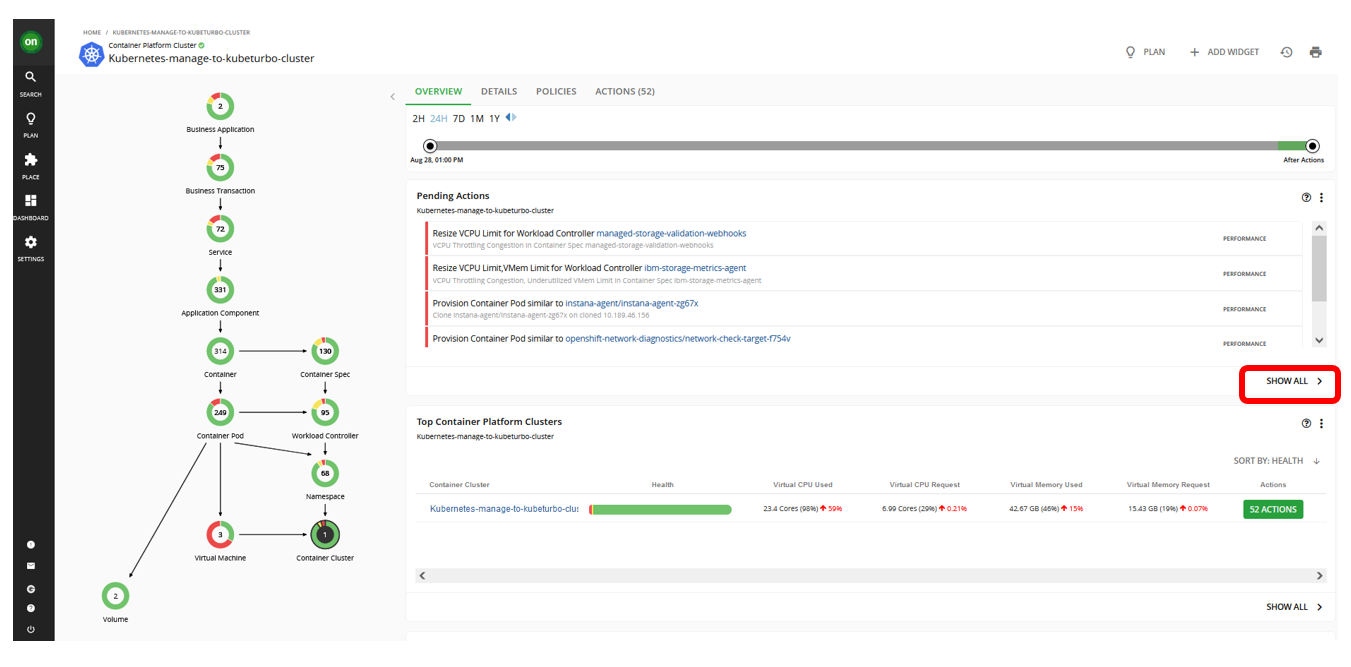 on
SEARCH
PLAN
PLACE
DASHBOARD
SETTINGS
HOME / KUBERNETES-MANAGE-TO-KUBETURBO-CLUSTER
Container Platform Cluster
Kubernetes-manage-to-kubeturbo-cluster
PLAN
ADD WIDGET
2
Business Application
75
Business Transaction
72
Service
331
Application Component
314
Container
130
Container Spec
249
Container Pod
95
Workload Controller
68
Namespace
3
Virtual Machine
1
Container Cluster
2
Volume
OVERVIEW DETAILS POLICIES ACTIONS (52)
2H 24H 7D 1M 1Y
Aug 28, 01:00 PM
After Actions
Pending Actions
Kubernetes-manage-to-kubeturbo-cluster
Resize VCPU Limit for Workload Controller managed-storage-validation-webhooks
VCPU Throttling Congestion in Container Spec managed-storage-validation-webhooks
PERFORMANCE
Resize VCPU Limit,VMem Limit for Workload Controller ibm-storage-metrics-agent
VCPU Throttling Congestion, Underutilized VMem Limit in Container Spec ibm-storage-metrics-agent
PERFORMANCE
Provision Container Pod similar to instana-agent/instana-agent-zg67x
Clone instana-agent/instana-agent-zg67x on cloned 10.189.46.156
PERFORMANCE
Provision Container Pod similar to openshift-network-diagnostics/network-check-target-f754v
PERFORMANCE
SHOW ALL
Top Container Platform Clusters
Kubernetes-manage-to-kubeturbo-cluster
SORT BY: HEALTH
Container Cluster Health Virtual CPU Used Virtual CPU Request Virtual Memory Used Virtual Memory Request Actions
Kubernetes-manage-to-kubeturbo-clu 23.4 Cores (98%) 59% 6.99 Cores (29%) 0.21% 42.67 GB (46%) 15% 15.43 GB (19%) 0.07% 52 ACTIONS
SHOW ALL